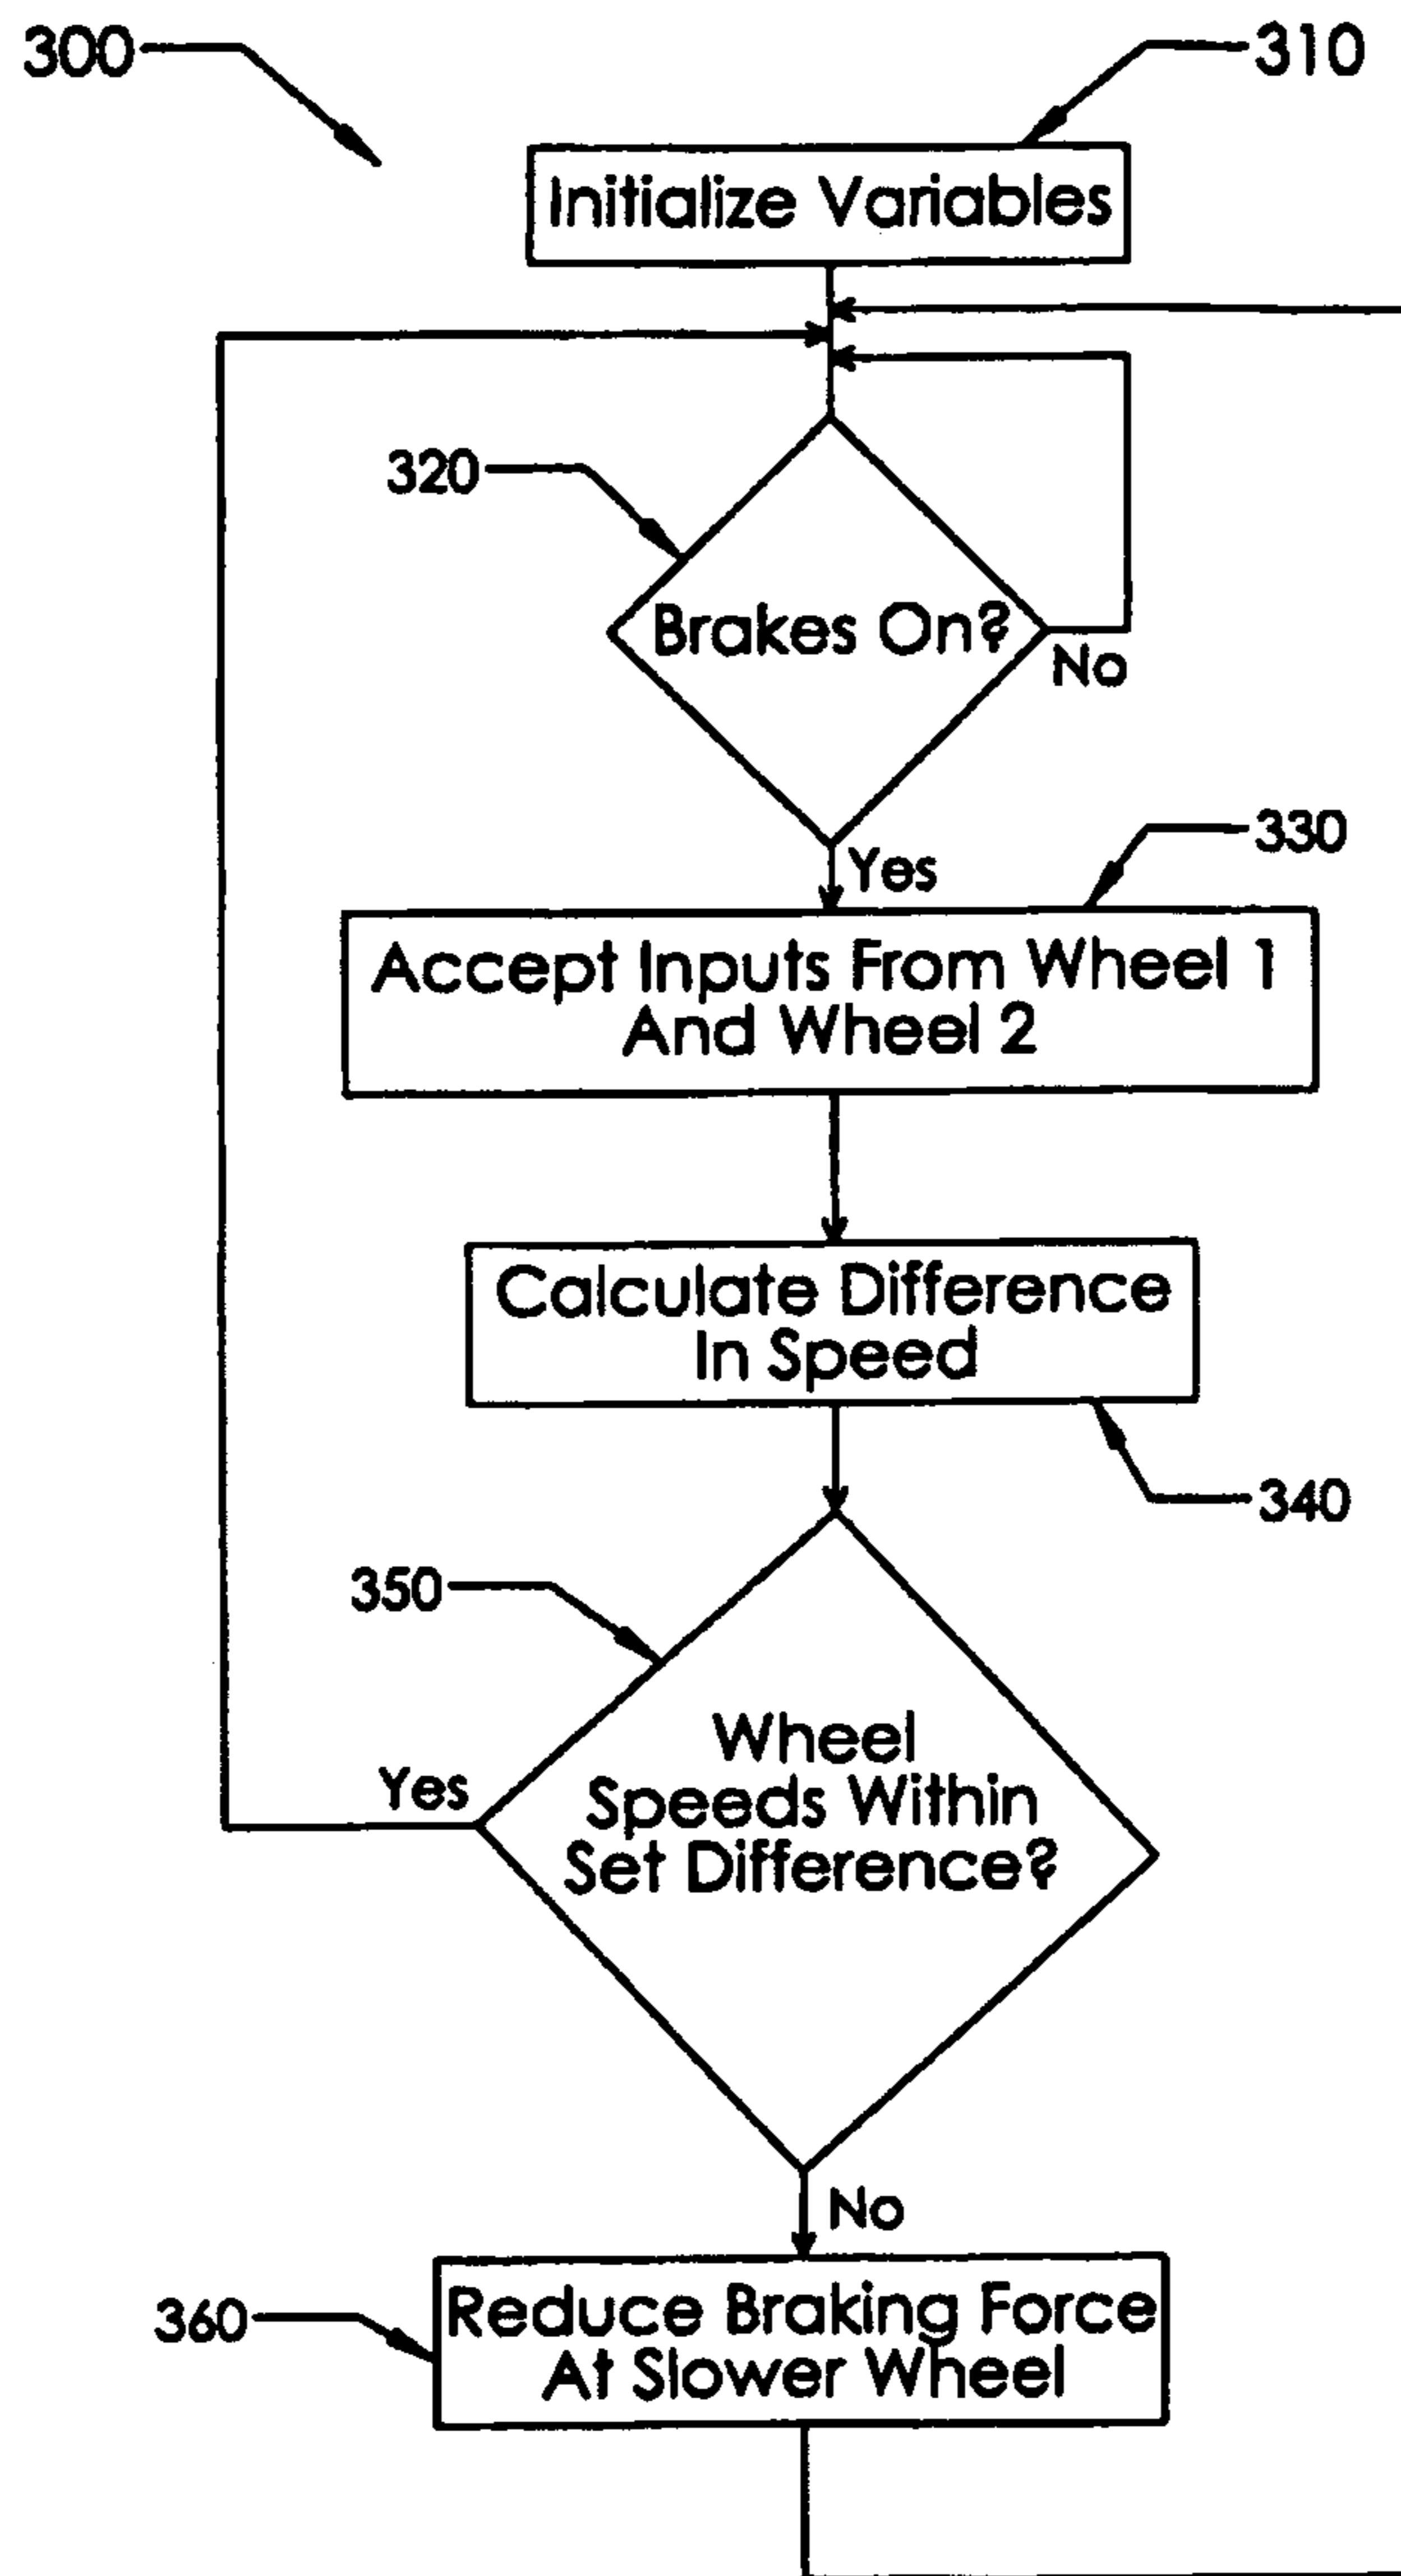 300
310
Initialize Variables
320
Brakes On?
No
Yes
330
Accept Inputs From Wheel 1
And Wheel 2
Calculate Difference
In Speed
340
350
Wheel
Speeds Within
Set Difference?
Yes
No
360
Reduce Braking Force
At Slower Wheel